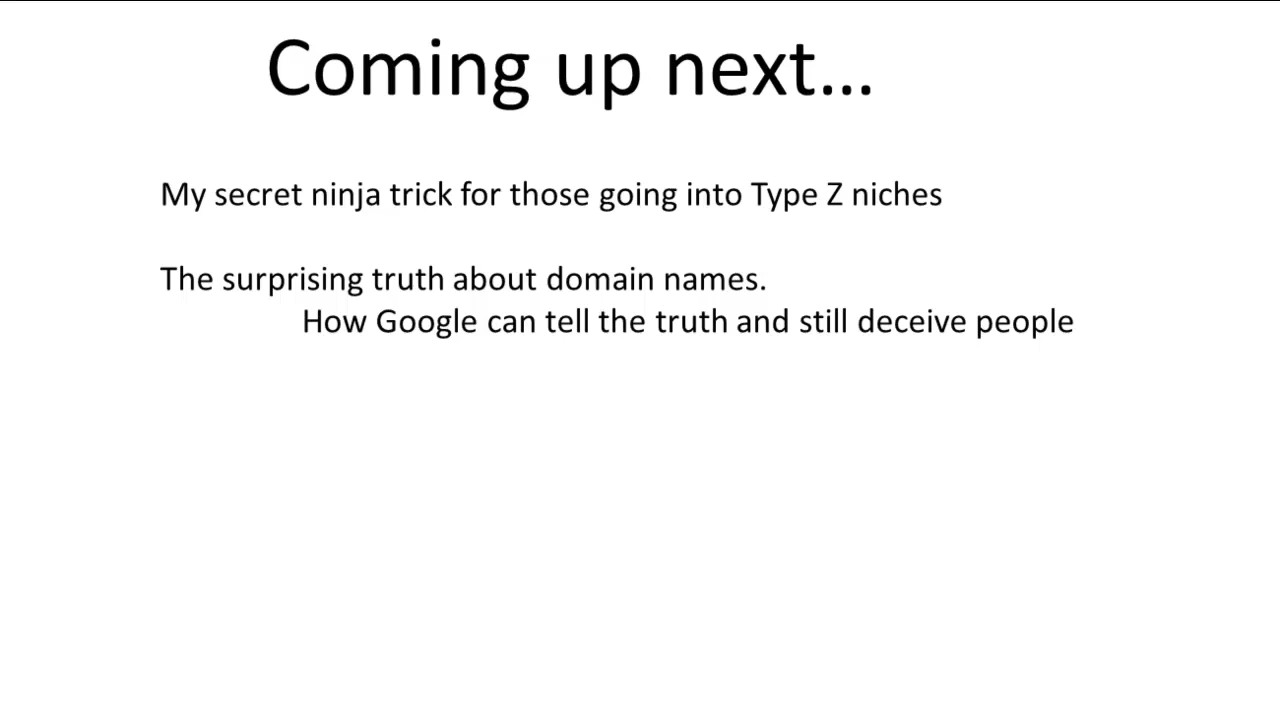 Coming up next...
My secret ninja trick for those going into Type Z niches
The surprising truth about domain names.
How Google can tell the truth and still deceive people